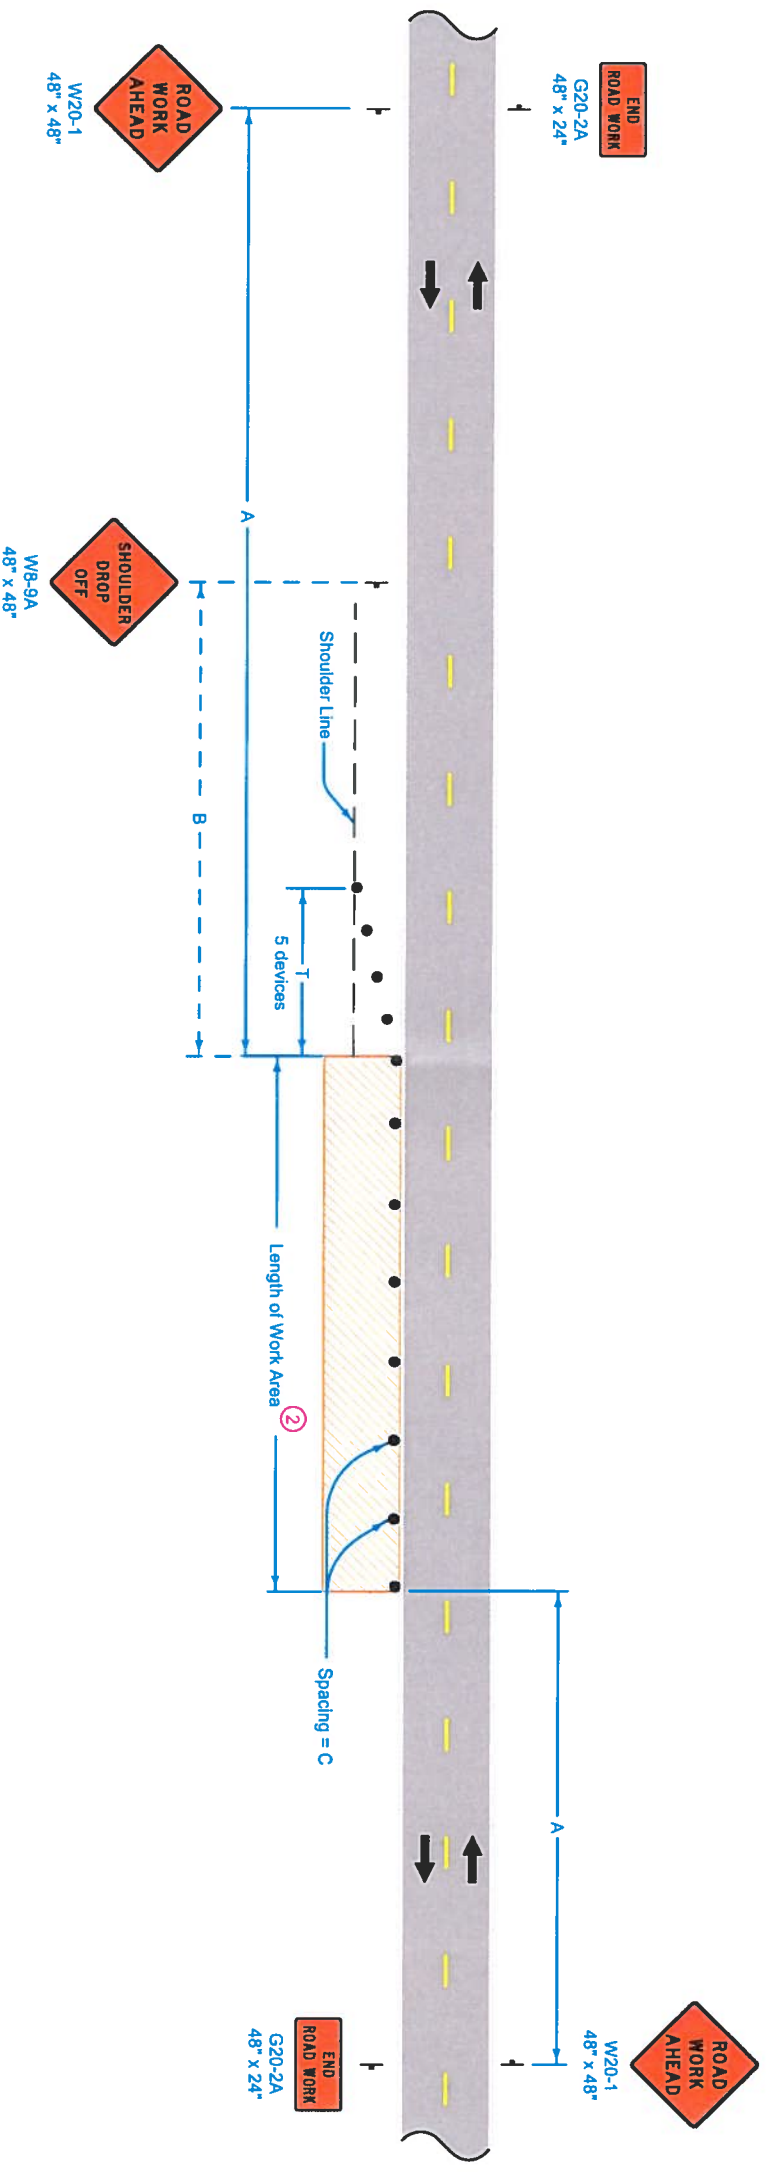 END
ROAD WORK
G20-2A
48" x 24"
ROAD
WORK
AHEAD
W20-1
48" x 48"
A
SHOULDER
DROP
OFF
W8-9A
48" x 48"
B
Shoulder Line
T
5 devices
Length of Work Area
2
Spacing = C
A
ROAD
WORK
AHEAD
W20-1
48" x 48"
END
ROAD WORK
G20-2A
48" x 24"